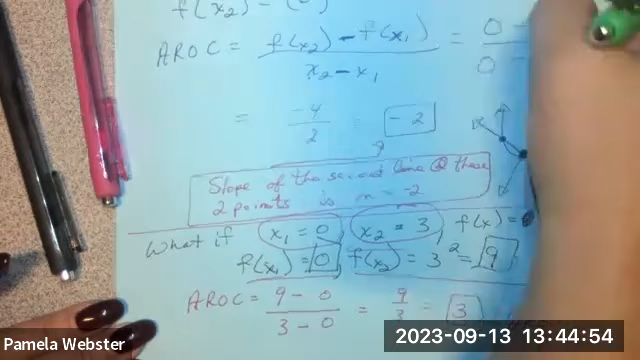 f(x₂) =
AROC = f(x₂) - f(x₁) / x₂ - x₁ = 0 - / 0 -
= -4 / 2 = -2
Slope of the secant line @ these
2 points is m = -2
What if x₁ = 0, x₂ = 3, f(x) =
f(x₁) = 0 f(x₂) = 3² = 9
AROC = 9 - 0 / 3 - 0 = 9 / 3 = 3
Pamela Webster
2023-09-13 13:44:54